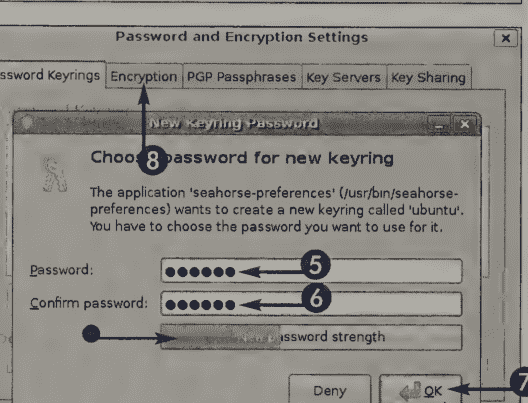 Password and Encryption Settings
ssword Keyrings Encryption PGP Passphrases Key Servers Key Sharing
New Keyring Password
8
password for new keyring
The application 'seahorse-preferences' (/usr/bin/seahorse-
preferences) wants to create a new keyring called 'ubuntu'.
You have to choose the password you want to use for it.
Password: 5
Confirm password: 6
ssword strength
Deny OK 7